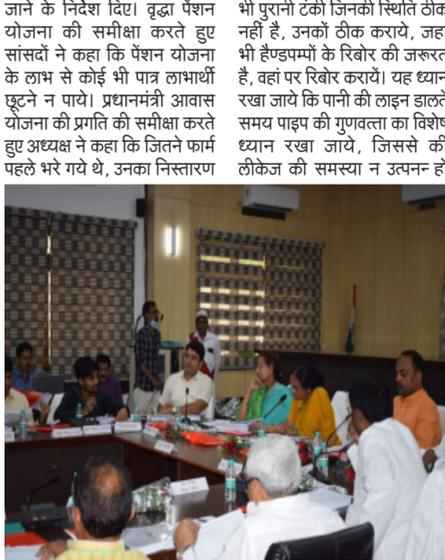 जाने के निर्देश दिए। वृद्धा पेंशन
योजना की समीक्षा करते हुए
सांसदों ने कहा कि पेंशन योजना
के लाभ से कोई भी पात्र लाभार्थी
छूटने न पाये। प्रधानमंत्री आवास
योजना की प्रगति की समीक्षा करते
हुए अध्यक्ष ने कहा कि जितने फार्म
पहले भरे गये थे, उनका निस्तारण
भी पुरानी टंकी जिनकी स्थिति ठीक
नहीं है, उनकों ठीक कराये, जहां
भी हैण्डपम्पों के रिबोर की जरूरत
है, वहां पर रिबोर करायें। यह ध्यान
रखा जाये कि पानी की लाइन डालते
समय पाइप की गुणवत्ता का विशेष
ध्यान रखा जाये, जिससे की
लीकेज की समस्या न उत्पन्न हो